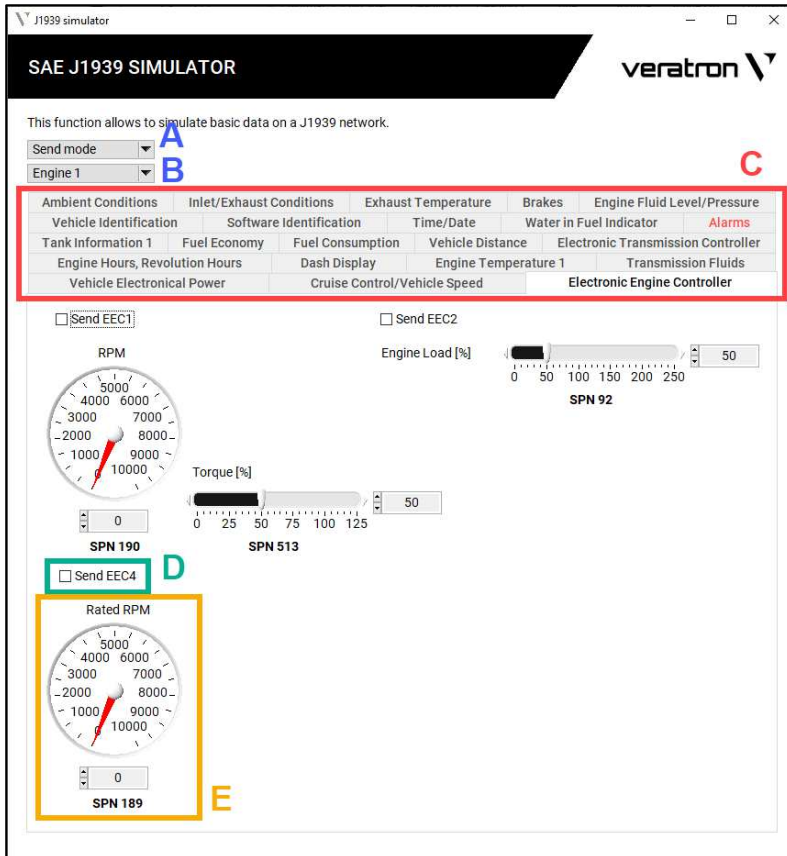 J1939 simulator
SAE J1939 SIMULATOR
veratron
This function allows to simulate basic data on a J1939 network.
A
Send mode
B
Engine 1
C
Ambient Conditions Inlet/Exhaust Conditions Exhaust Temperature Brakes Engine Fluid Level/Pressure
Vehicle Identification Software Identification Time/Date Water in Fuel Indicator Alarms
Tank Information 1 Fuel Economy Fuel Consumption Vehicle Distance Electronic Transmission Controller
Engine Hours, Revolution Hours Dash Display Engine Temperature 1 Transmission Fluids
Vehicle Electronical Power Cruise Control/Vehicle Speed Electronic Engine Controller
Send EEC1 Send EEC2
RPM
Engine Load [%] 50
0 50 100 150 200 250
SPN 92
5000
4000 6000
3000 7000
2000 8000
1000 9000
0 10000
0
SPN 190
Torque [%]
50
0 25 50 75 100 125
SPN 513
Send EEC4 D
Rated RPM
5000
4000 6000
3000 7000
2000 8000
1000 9000
0 10000
0
SPN 189
E